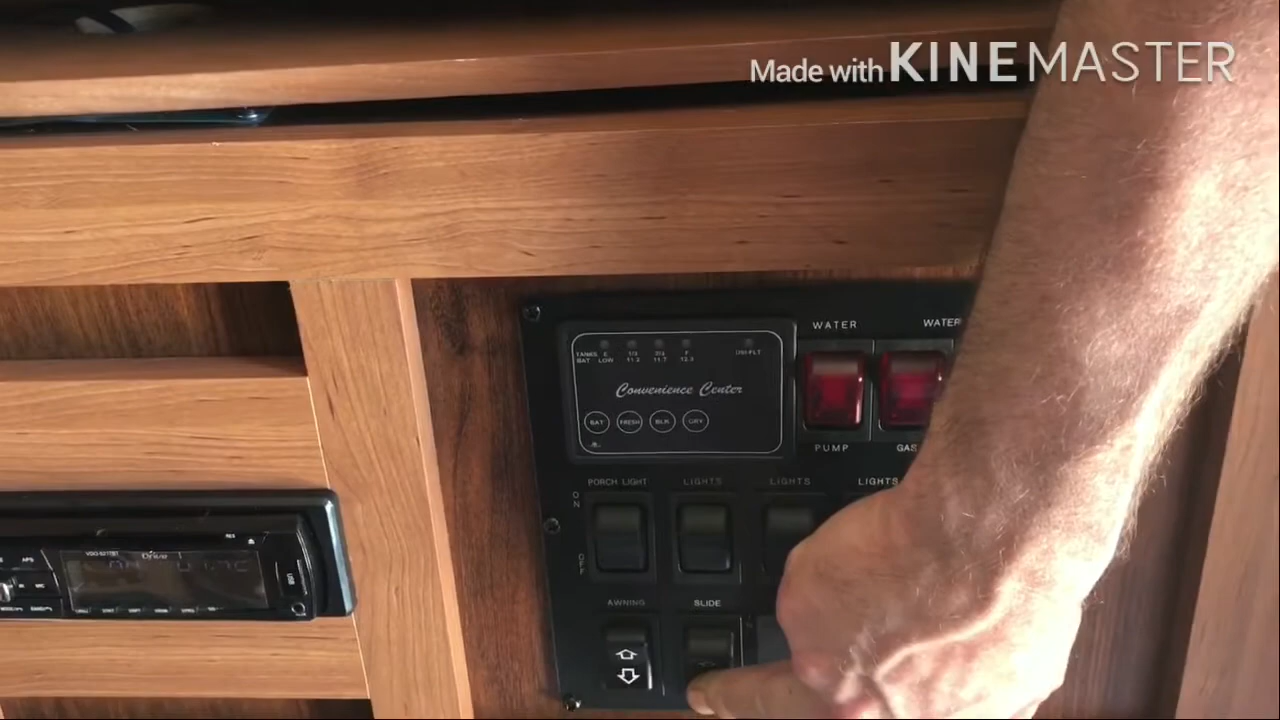 Made with KINEMASTER
WATER WATER
TANKS E 1/3 2/3 F
BAT LOW 11.2 11.7 12.3
Convenience Center
BAT FRESH BLK GRY
PUMP GAS
PORCH LIGHT LIGHTS LIGHTS LIGHTS
ON
OFF
AWNING SLIDE
USB